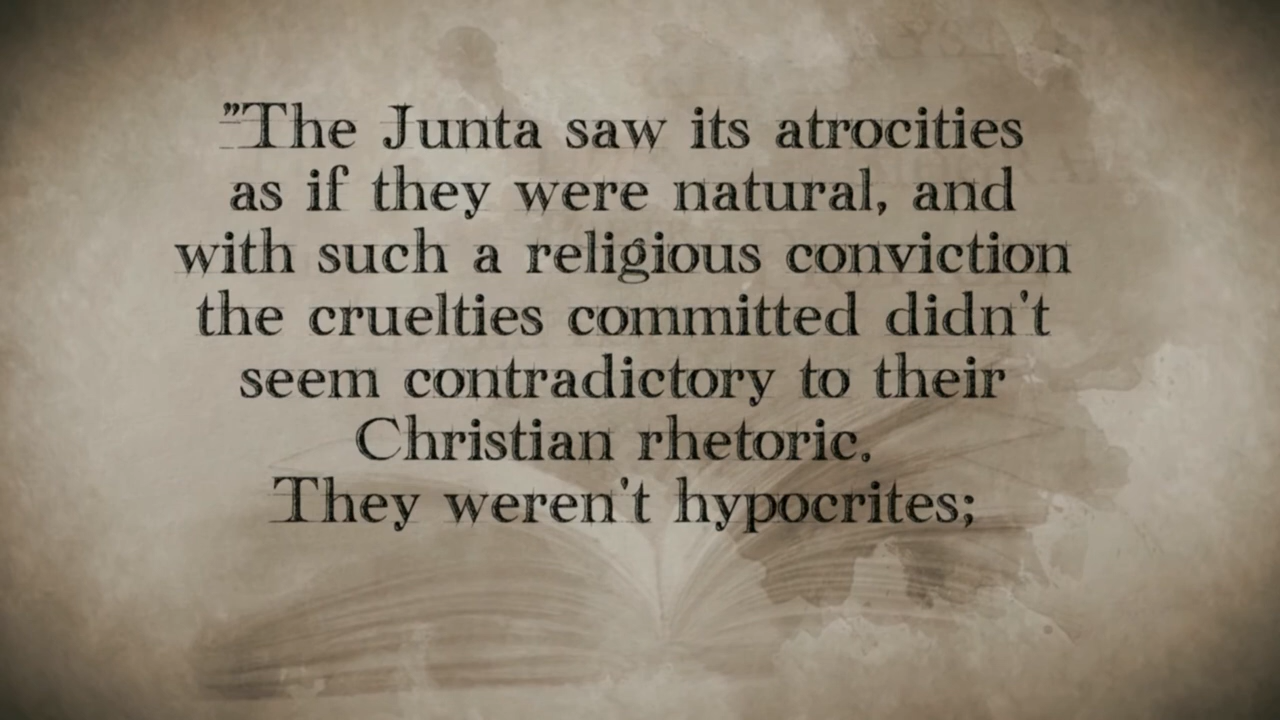 "The Junta saw its atrocities
as if they were natural, and
with such a religious conviction
the cruelties committed didn't
seem contradictory to their
Christian rhetoric.
They weren't hypocrites;